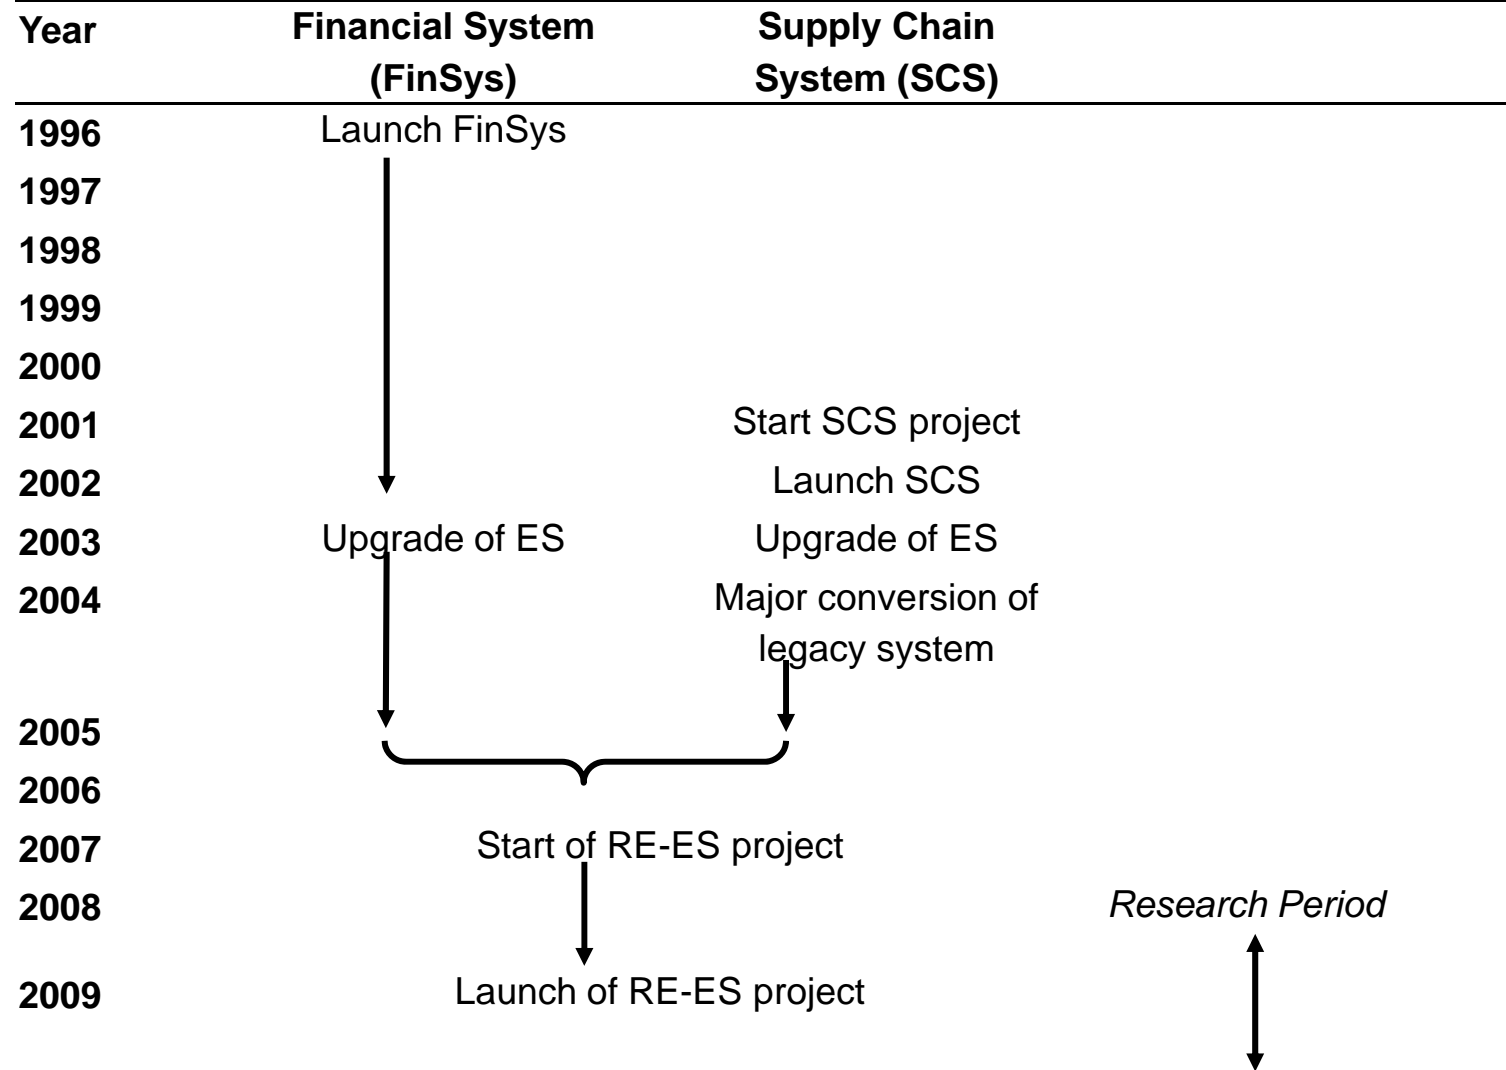 Year Financial System Supply Chain
(FinSys) System (SCS)
1996 Launch FinSys
1997
1998
1999
2000
2001 Start SCS project
2002 Launch SCS
2003 Upgrade of ES Upgrade of ES
2004 Major conversion of
legacy system
2005
2006
2007 Start of RE-ES project
2008 Research Period
2009 Launch of RE-ES project